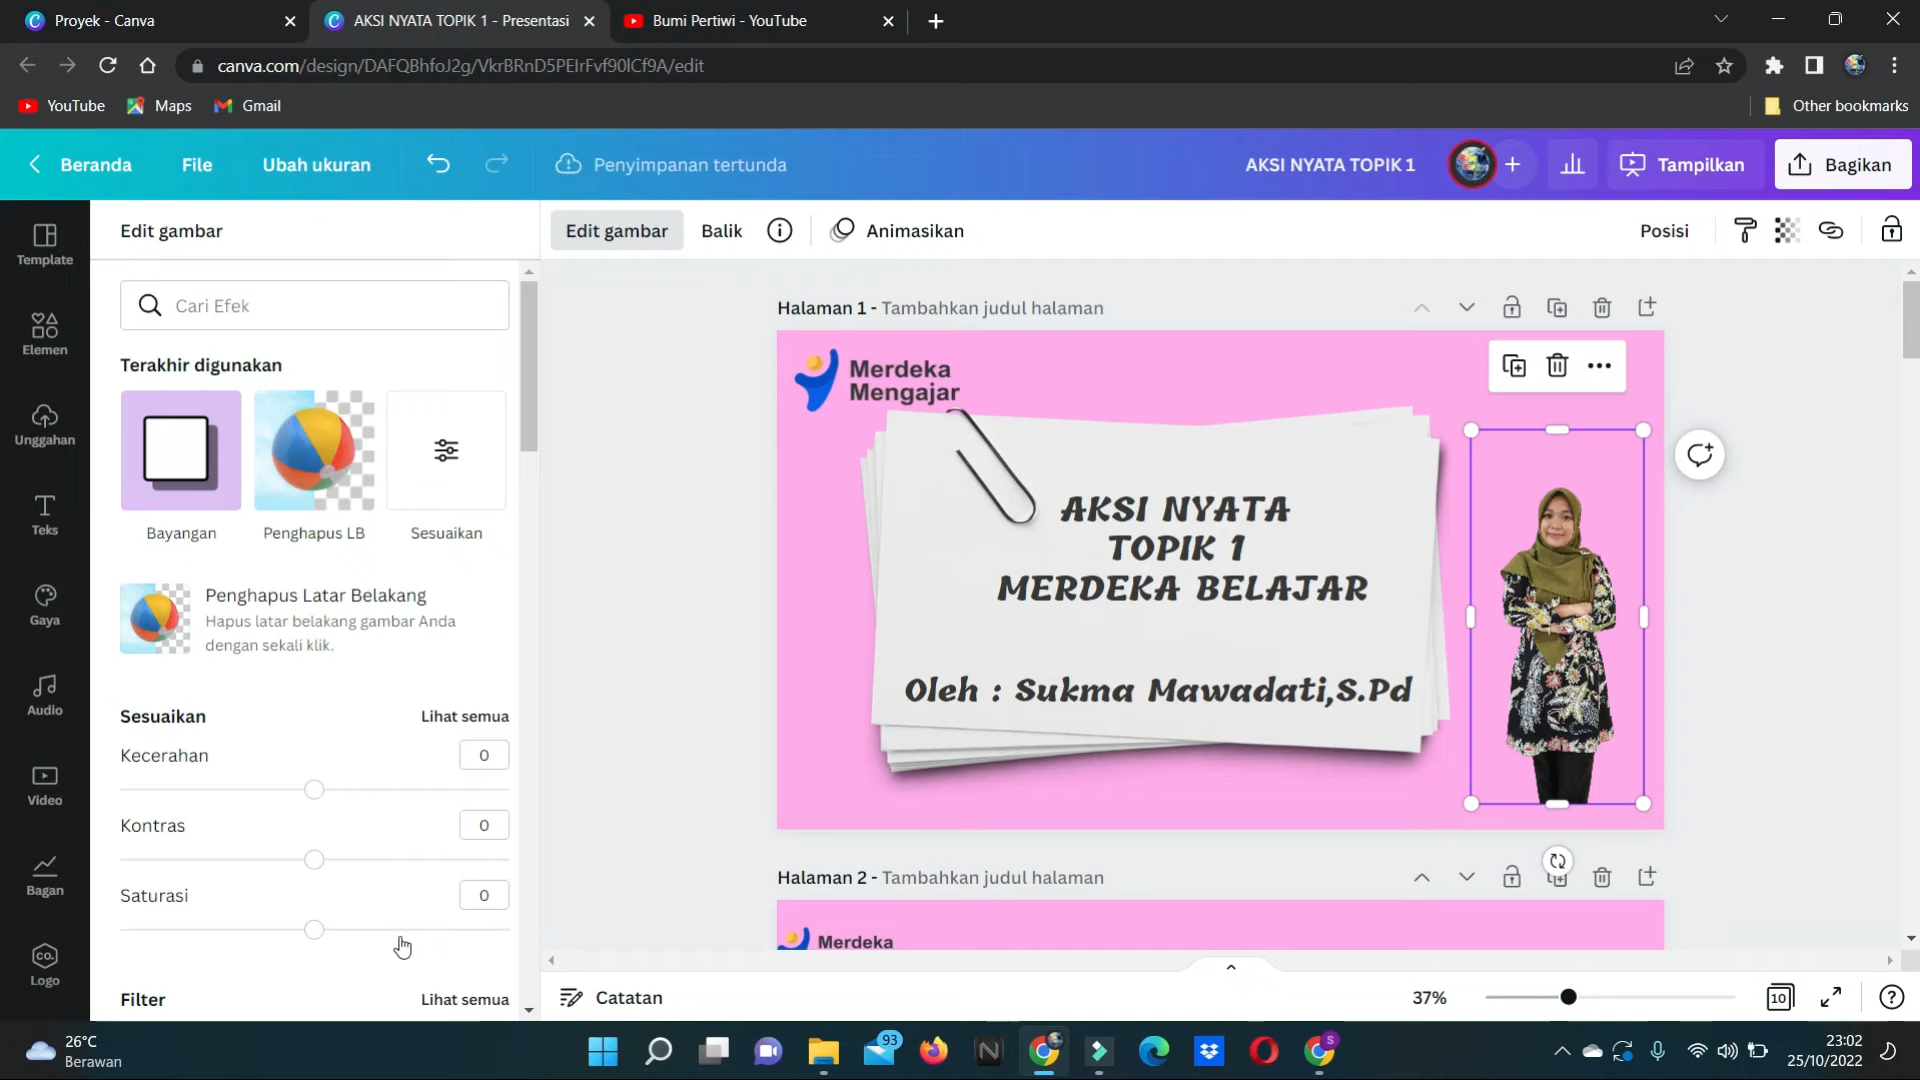 Proyek - Canva
AKSI NYATA TOPIK 1 - Presentasi
Bumi Pertiwi - YouTube
canva.com/design/DAFQBhfoJ2g/VkrBRnD5PEIrFvf90lCf9A/edit
YouTube
Maps
Gmail
Other bookmarks
Beranda
File
Ubah ukuran
Penyimpanan tertunda
AKSI NYATA TOPIK 1
Tampilkan
Bagikan
Template
Elemen
Unggahan
Teks
Gaya
Audio
Video
Bagan
CO.
Logo
Edit gambar
Cari Efek
Terakhir digunakan
Bayangan
Penghapus LB
Sesuaikan
Penghapus Latar Belakang
Hapus latar belakang gambar Anda
dengan sekali klik.
Sesuaikan
Lihat semua
Kecerahan
0
Kontras
0
Saturasi
0
Filter
Lihat semua
Edit gambar
Balik
Animasikan
Posisi
Halaman 1 - Tambahkan judul halaman
Merdeka
Mengajar
AKSI NYATA
TOPIK 1
MERDEKA BELAJAR
Oleh : Sukma Mawadati,S.Pd
Halaman 2 - Tambahkan judul halaman
Merdeka
Catatan
37%
10
26°C
Berawan
93
S
23:02
25/10/2022